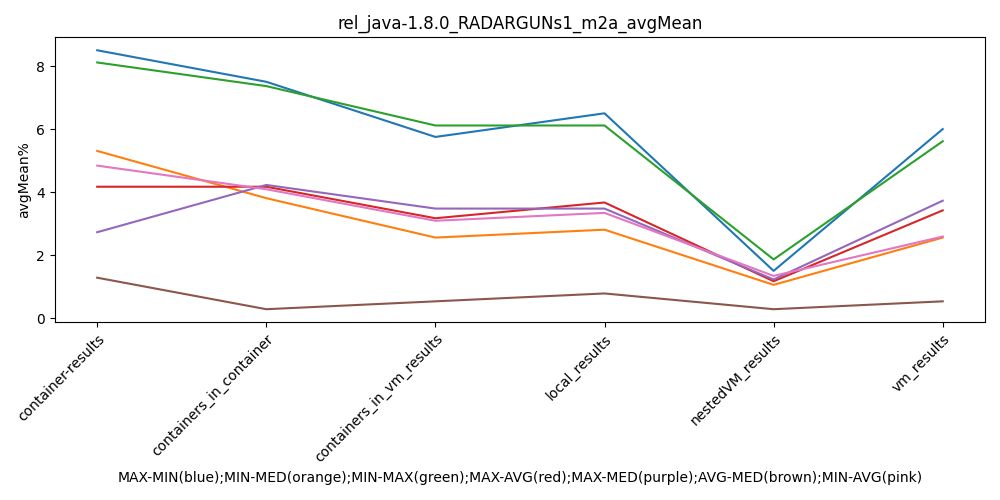 rel_java-1.8.0_RADARGUNs1_m2a_avgMean
avgMean%
8
6
4
2
0
container-results
containers_in_container
containers_in_vm_results
local_results
nestedVM_results
vm_results
MAX-MIN(blue);MIN-MED(orange);MIN-MAX(green);MAX-AVG(red);MAX-MED(purple);AVG-MED(brown);MIN-AVG(pink)